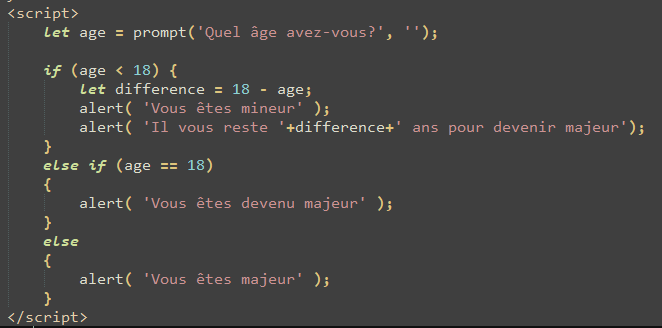 <script>
let age = prompt('Quel âge avez-vous?', '');
if (age < 18) {
let difference = 18 - age;
alert( 'Vous êtes mineur' );
alert( 'Il vous reste '+difference+' ans pour devenir majeur');
}
else if (age == 18)
{
alert( 'Vous êtes devenu majeur' );
}
else
{
alert( 'Vous êtes majeur' );
}
</script>